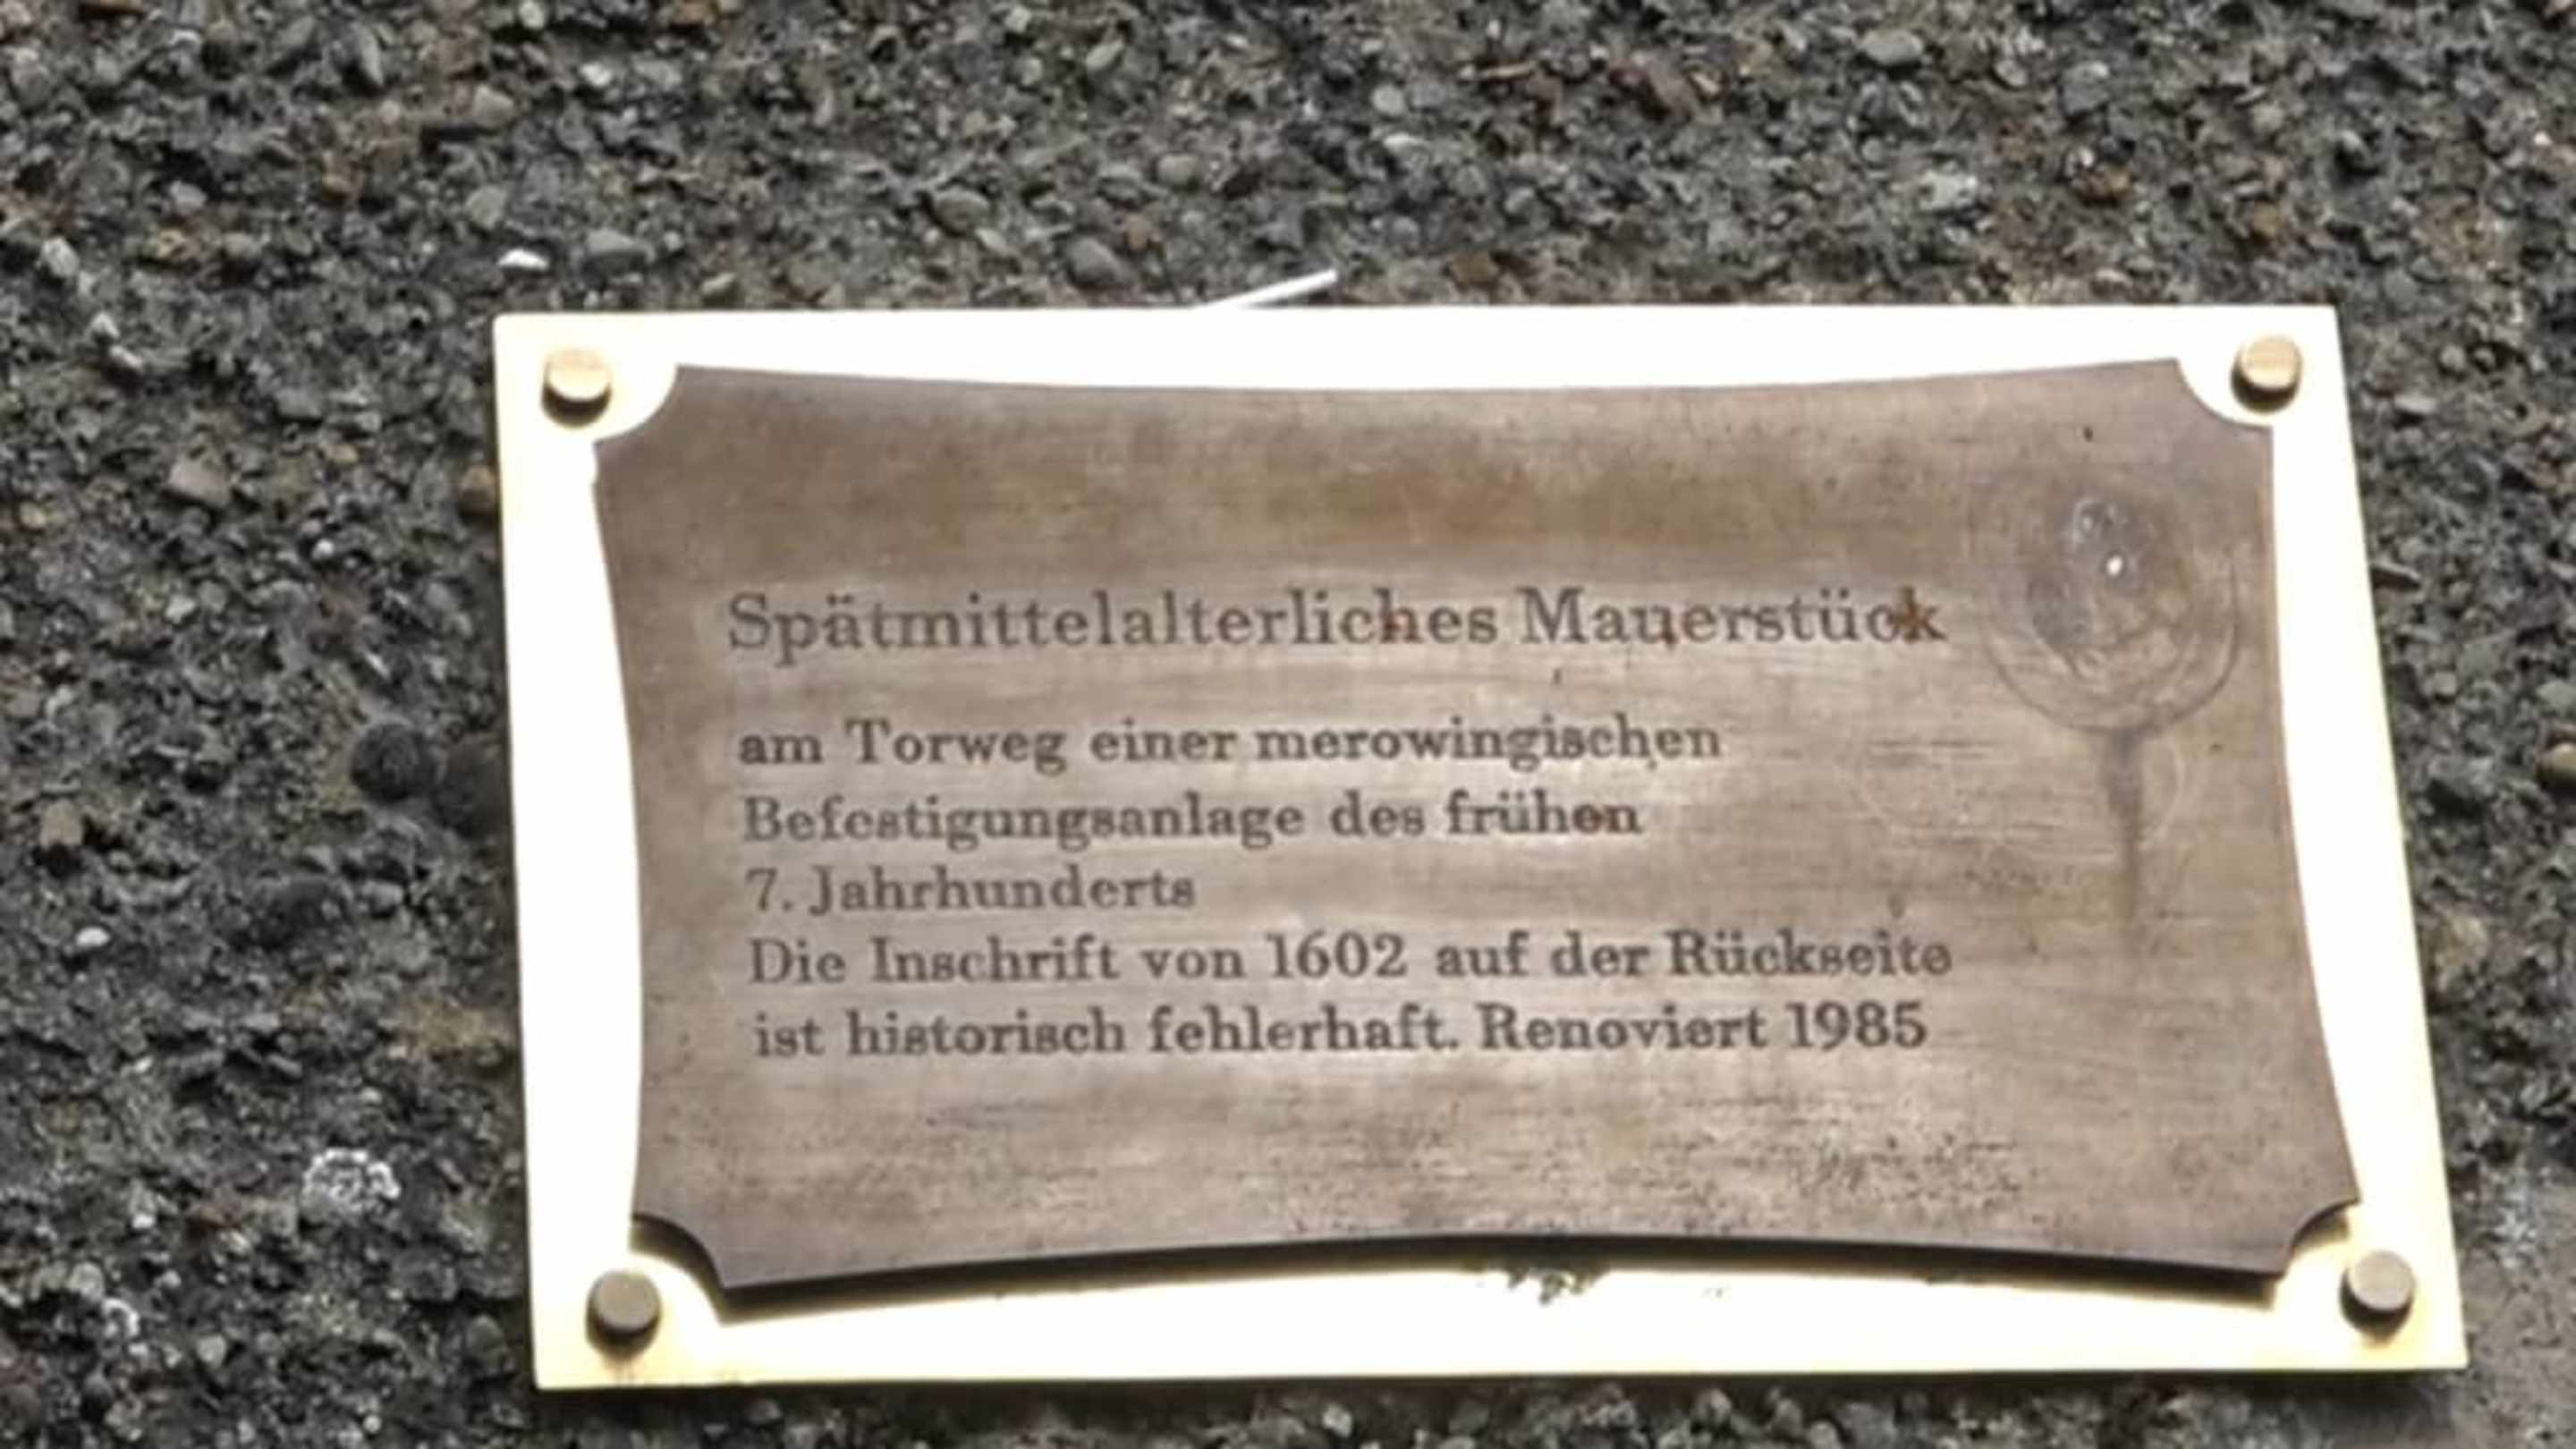 Spätmittelalterliches Mauerstück
am Torweg einer merowingischen
Befestigungsanlage des frühen
7. Jahrhunderts
Die Inschrift von 1602 auf der Rückseite
ist historisch fehlerhaft. Renoviert 1985